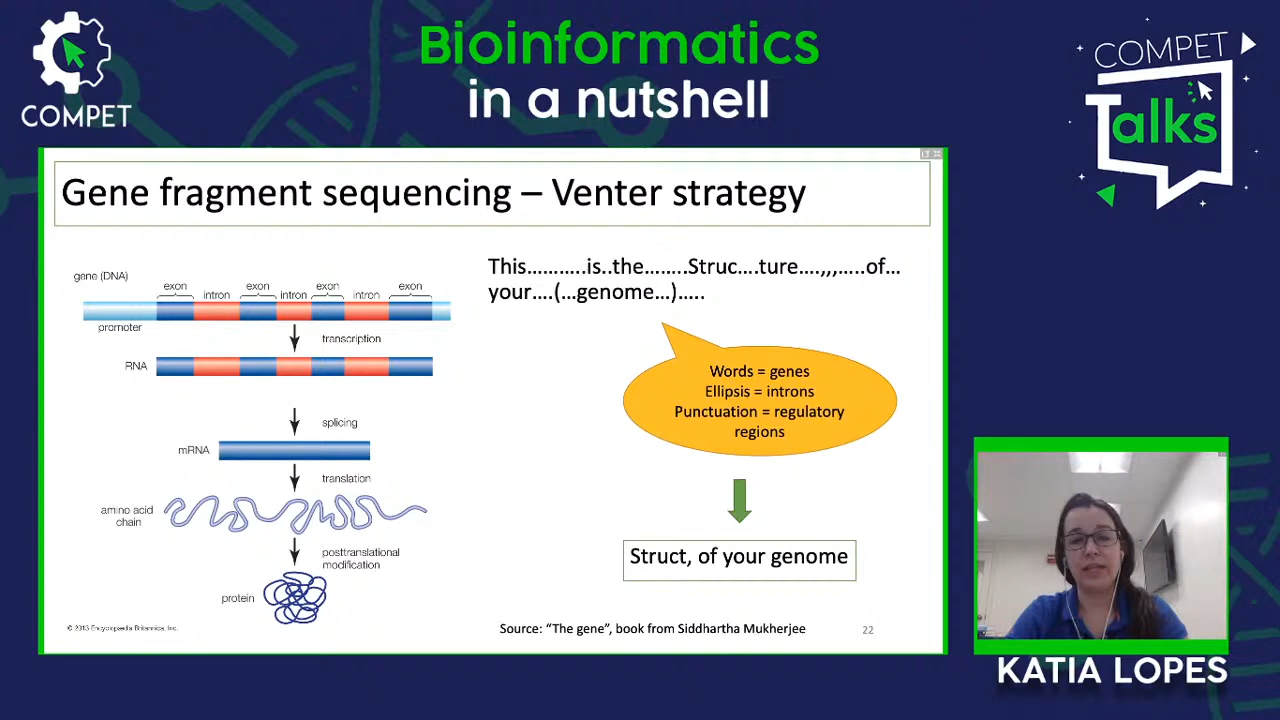 Bioinformatics
in a nutshell
COMPET
COMPET
Talks
Gene fragment sequencing – Venter strategy
gene (DNA)
exon
intron
exon
intron
exon
intron
exon
promoter
transcription
RNA
splicing
mRNA
translation
amino acid
chain
posttranslational
modification
protein
© 2013 Encyclopædia Britannica, Inc.
This………..is..the……..Struc….ture….,,,…..of…
your….(…genome…)…..
Words = genes
Ellipsis = introns
Punctuation = regulatory
regions
Struct, of your genome
Source: “The gene”, book from Siddhartha Mukherjee
22
KATIA LOPES